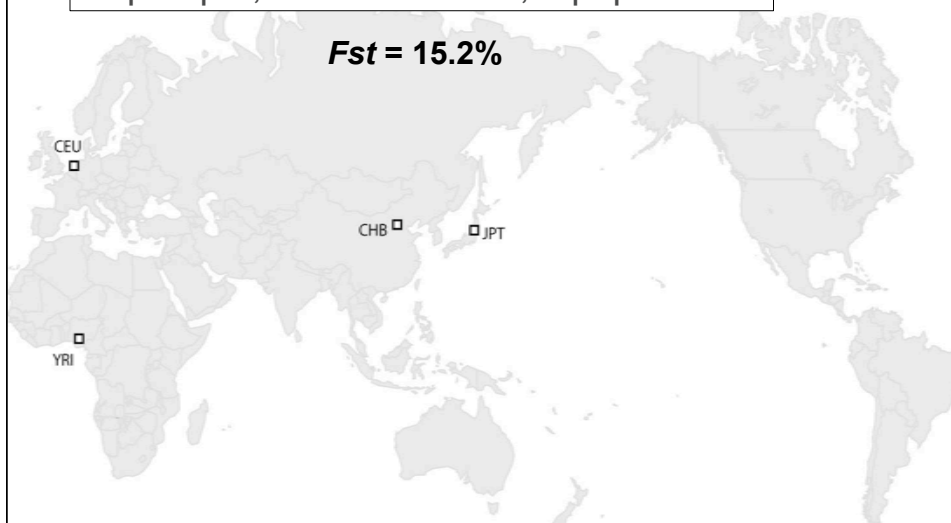 Fst = 15.2%
CEU
CHB
JPT
YRI